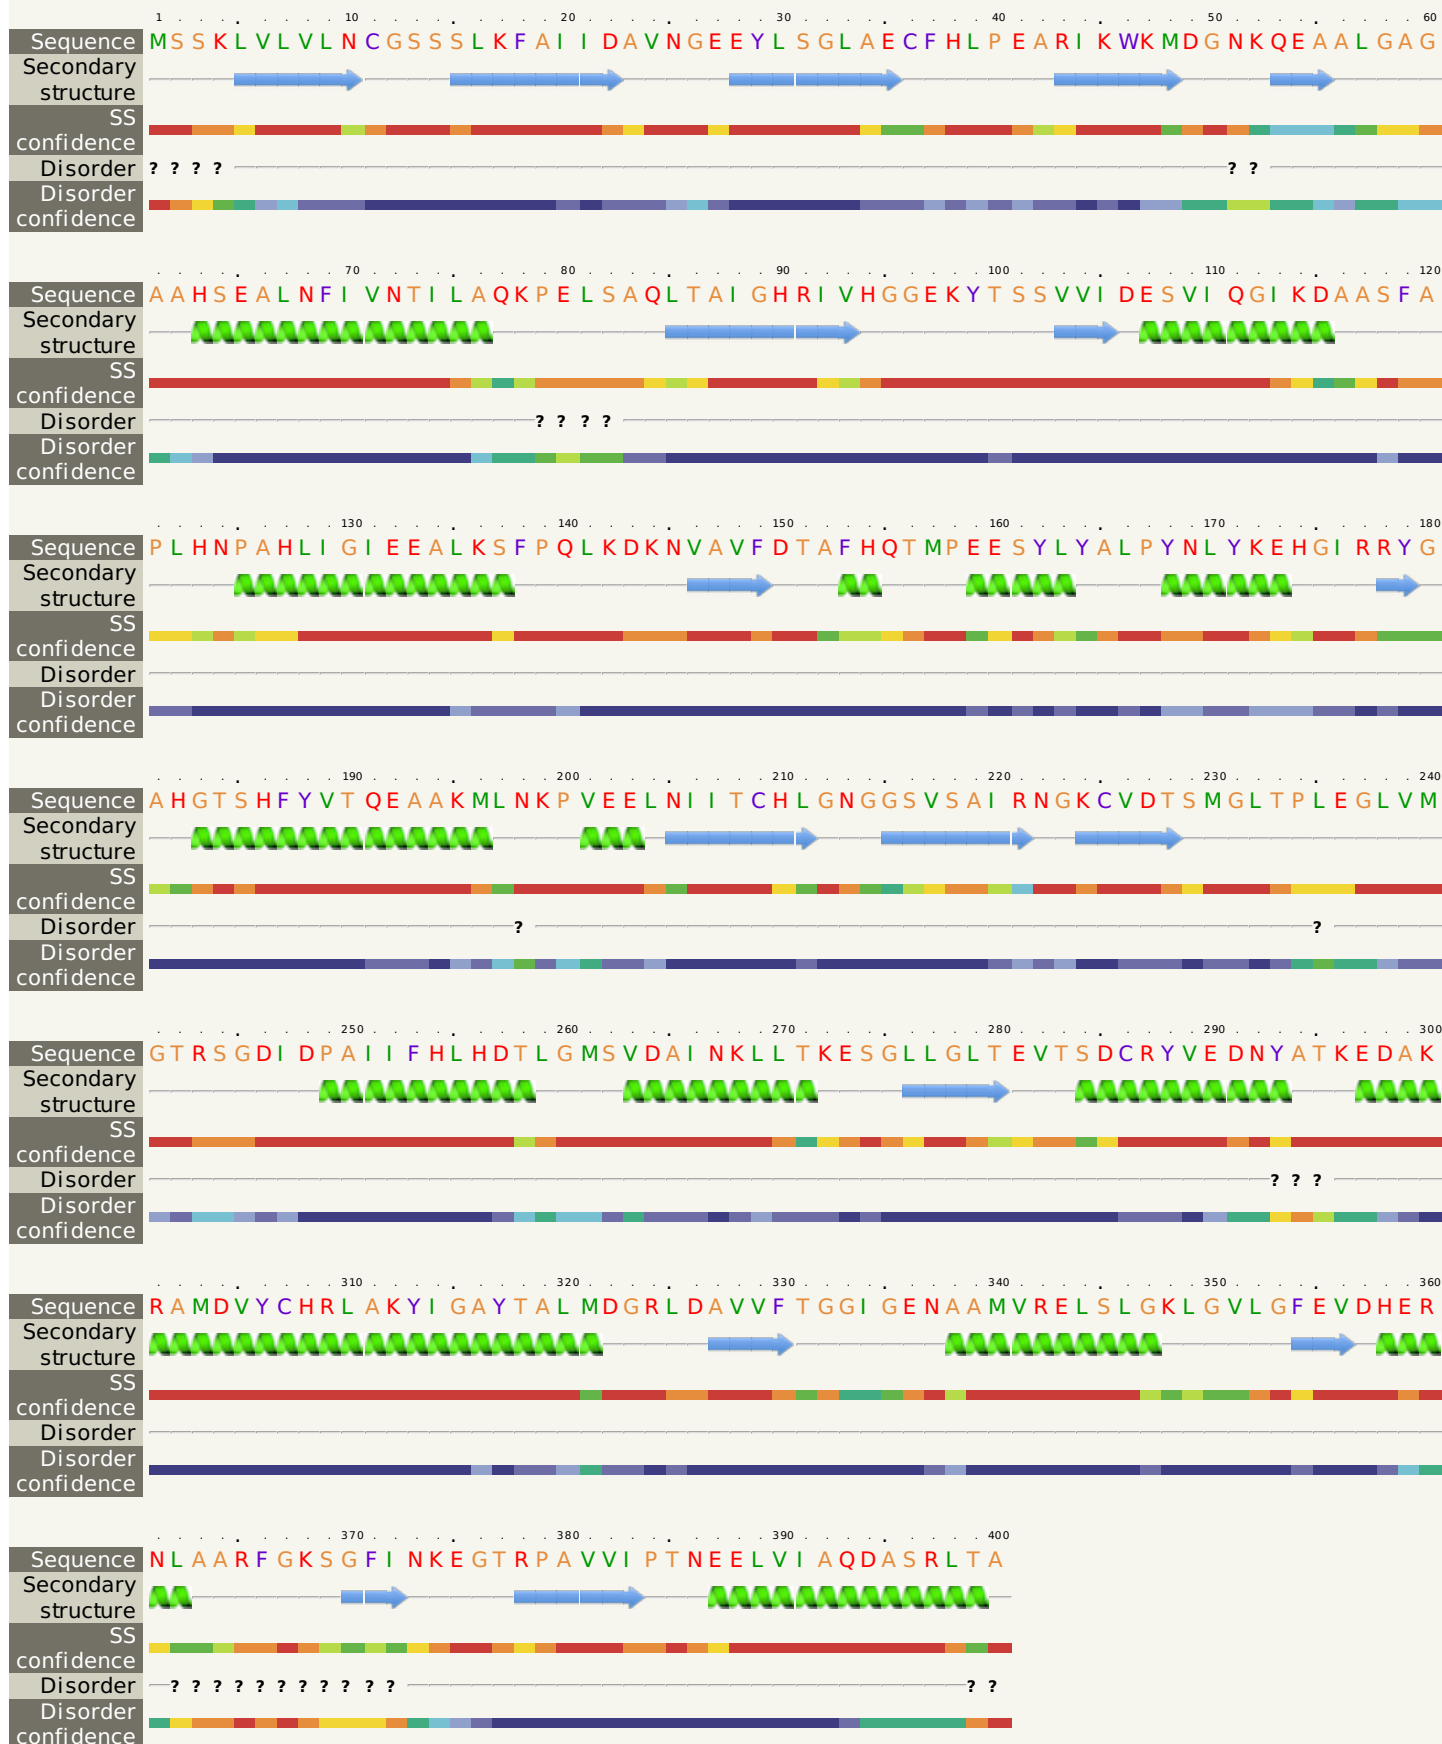 1 10 20 30 40 50 60
Sequence MSSKLVLVLNCGSSSLKFAIIDAVNGEEYLSGLAECFHLPEARIKWKMDGNKQEAALGAG
Secondary
structure
SS
confidence
Disorder ? ? ? ? ? ?
Disorder
confidence
70 80 90 100 110 120
Sequence AAHSEALNFIVNTILAQKPELSAQLTAIGHRIVHGGEKYTSSVVIDESVIQGIKDAASFA
Secondary
structure
SS
confidence
Disorder ? ? ? ?
Disorder
confidence
130 140 150 160 170 180
Sequence PLHNPAHLIGIEEALKSFPQLKDKNVAVFDTAFHQTMPEESYLYALPYNLYKEHGIRRYG
Secondary
structure
SS
confidence
Disorder
Disorder
confidence
190 200 210 220 230 240
Sequence AHGTSHFYVTQEAAKMLNKPVEELNIITCHLGNGGSVSAIRNGKCVDTSMGLTPLEGLVM
Secondary
structure
SS
confidence
Disorder ? ?
Disorder
confidence
250 260 270 280 290 300
Sequence GTRSGDIDPAIIFHLHDTLGMSVDAINKLLTKESGLLGLTEVTSDCRYVEDNYATKEDAK
Secondary
structure
SS
confidence
Disorder ? ? ?
Disorder
confidence
310 320 330 340 350 360
Sequence RAMDVYCHRLAKYIGAYTALMDGRLDAVVFTGGIGENAAMVRELSLGKLGVLGFEVDHER
Secondary
structure
SS
confidence
Disorder
Disorder
confidence
370 380 390 400
Sequence NLAARFGKSGFINKEGTRPAVVIPTNEELVIAQDASRLTA
Secondary
structure
SS
confidence
Disorder ? ? ? ? ? ? ? ? ? ? ? ? ?
Disorder
confidence